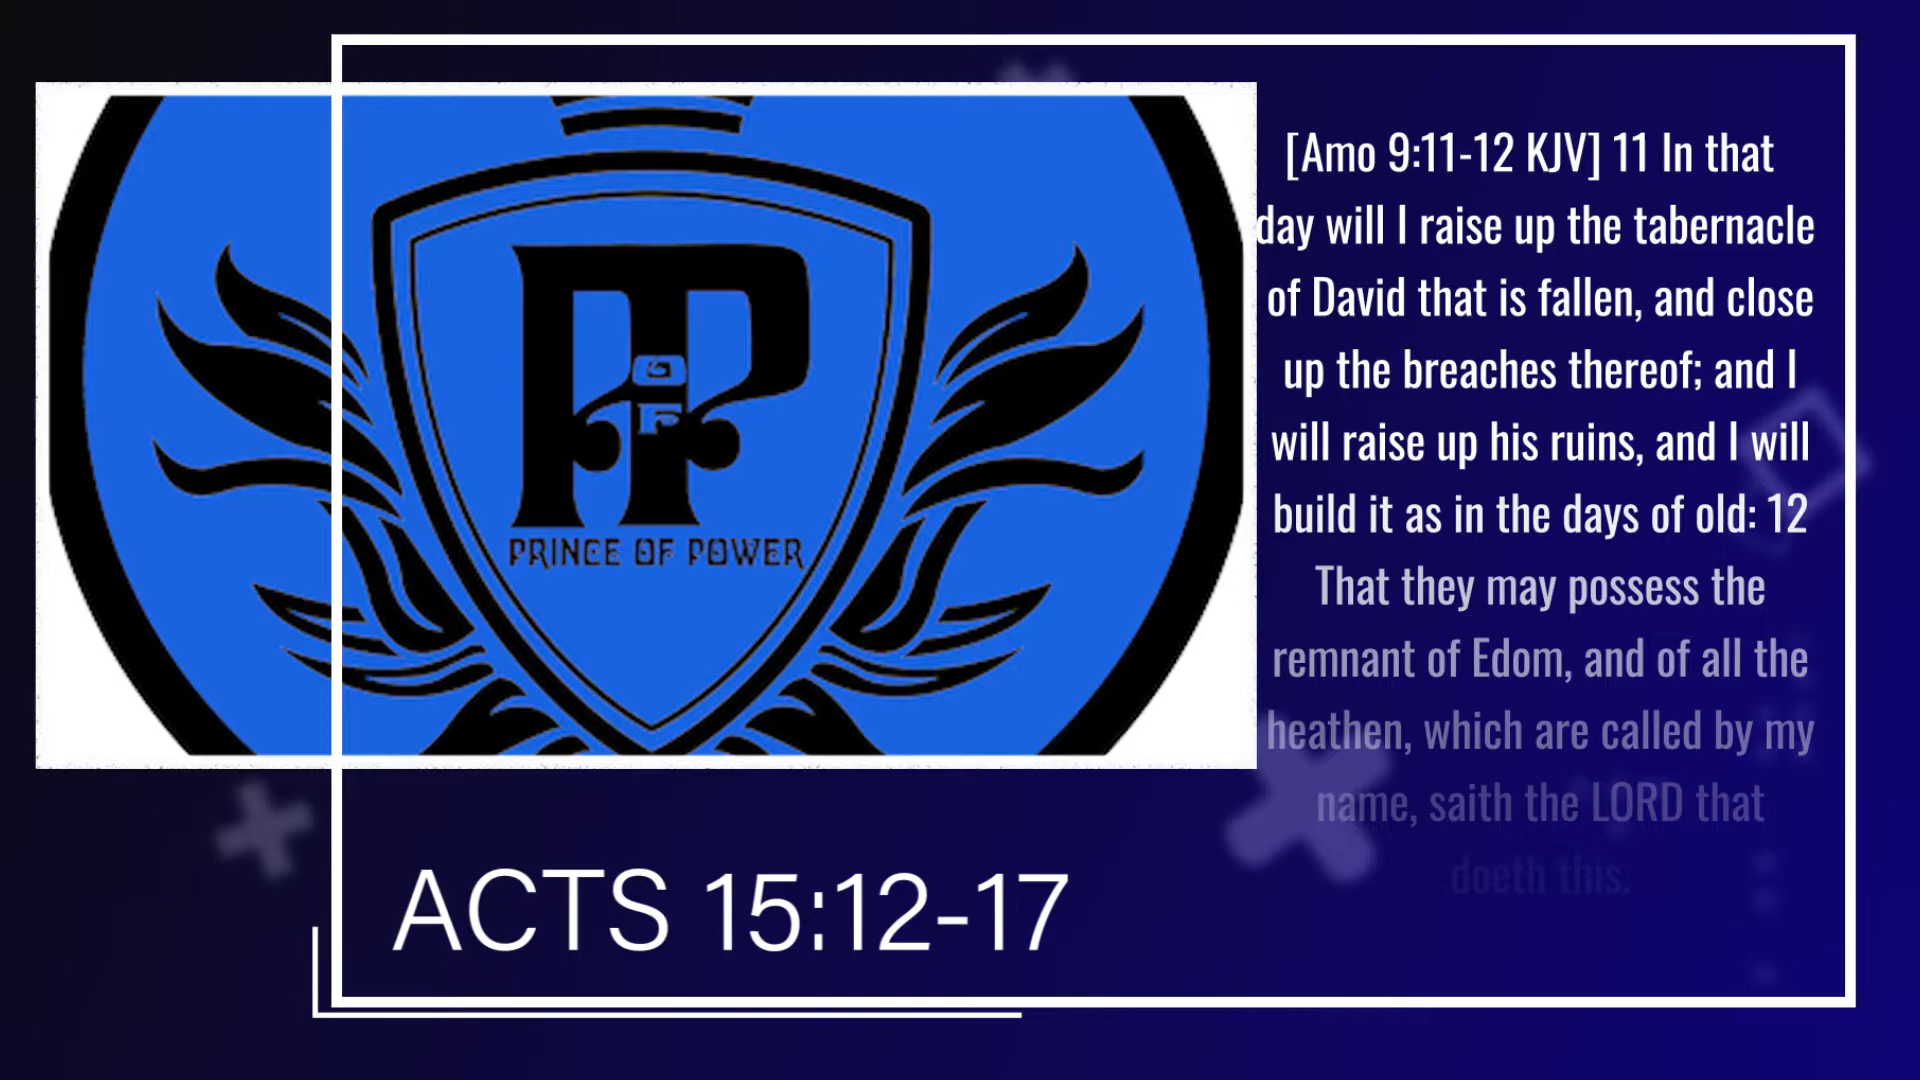 PP
OF
PRINCE OF POWER
[Amo 9:11-12 KJV] 11 In that
day will I raise up the tabernacle
of David that is fallen, and close
up the breaches thereof; and I
will raise up his ruins, and I will
build it as in the days of old: 12
That they may possess the
remnant of Edom, and of all the
heathen, which are called by my
name, saith the LORD that
doeth this.
ACTS 15:12-17